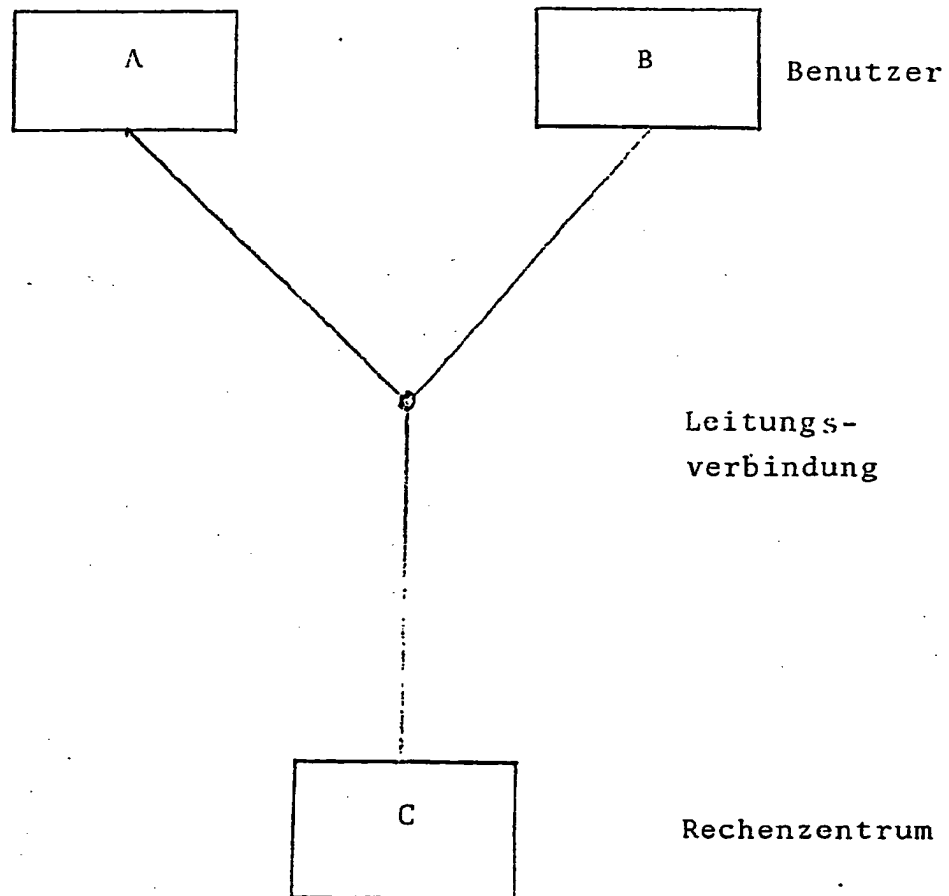 A
B
Benutzer
Leitungs-
verbindung
C
Rechenzentrum